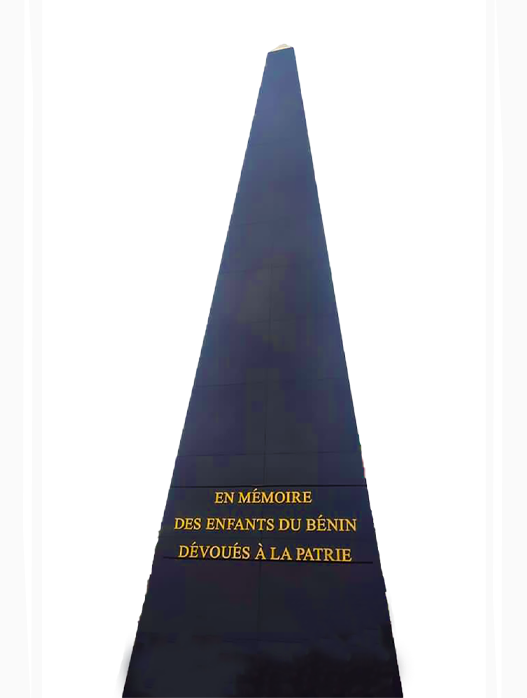 EN MÉMOIRE
DES ENFANTS DU BÉNIN
DÉVOUÉS À LA PATRIE